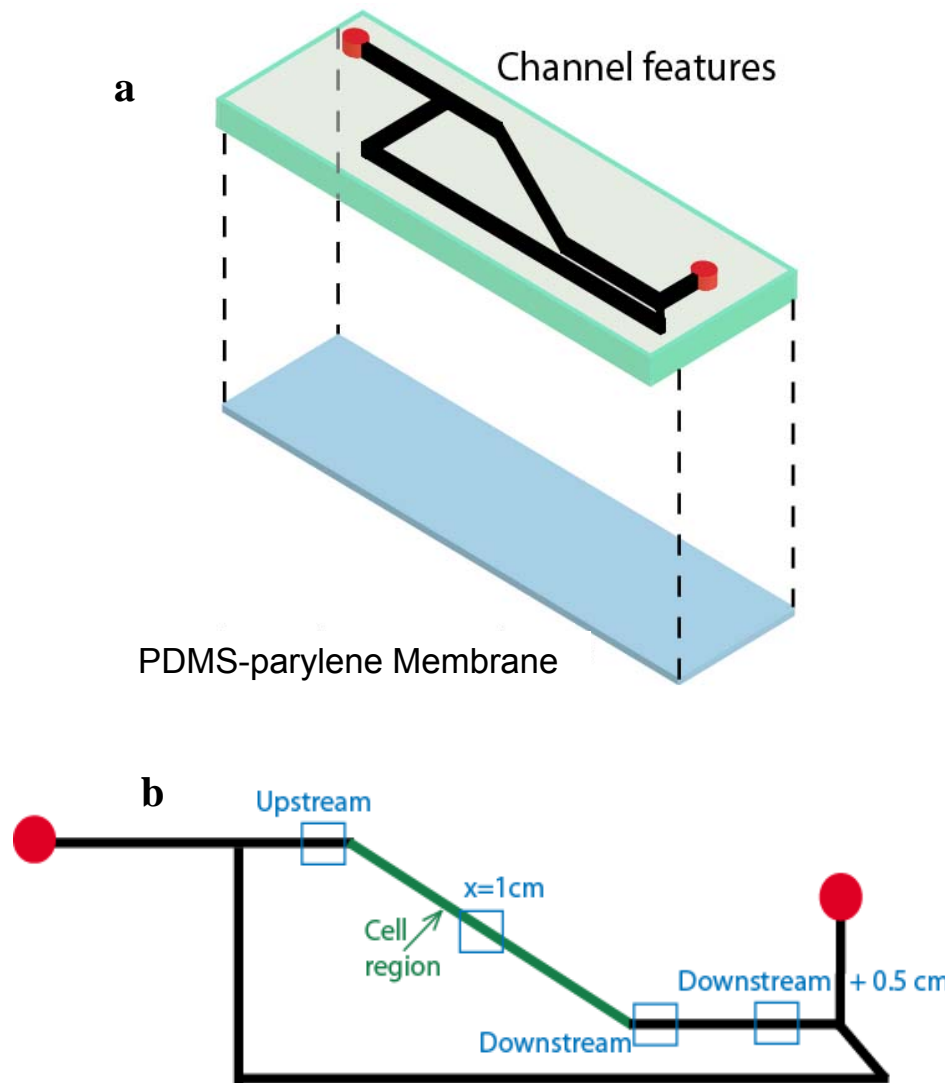 a
Channel features
PDMS-parylene Membrane
b
Upstream
x=1cm
Cell
region
Downstream + 0.5 cm
Downstream